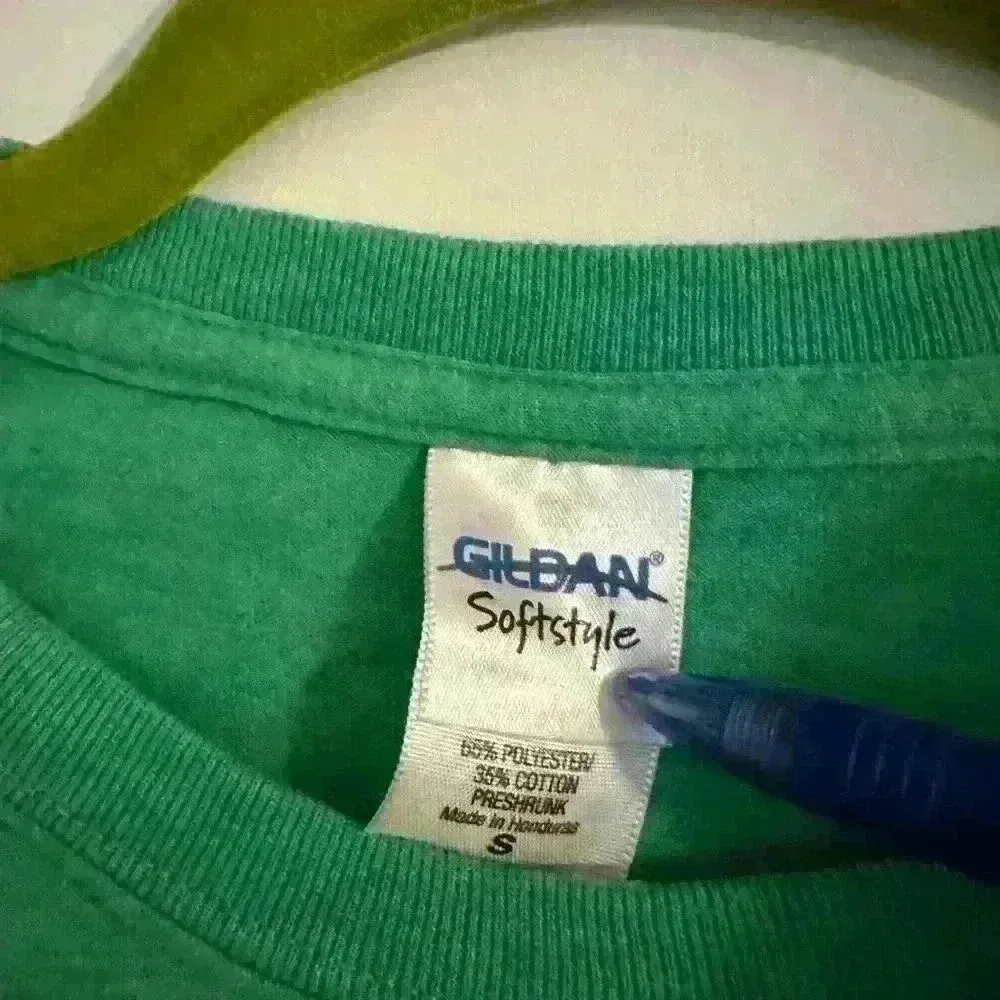 GILDAN®
Softstyle
65% POLYESTER/
35% COTTON
PRESHRUNK
Made in Honduras
S